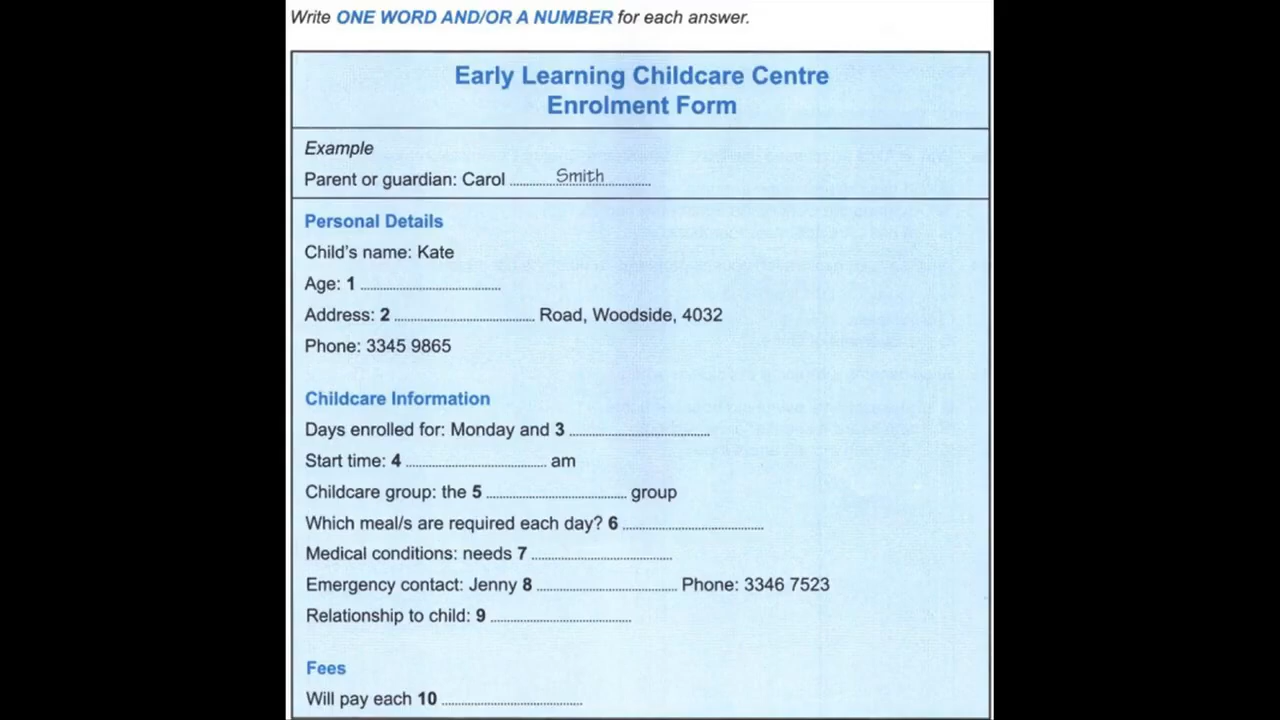 Write ONE WORD AND/OR A NUMBER for each answer.
Early Learning Childcare Centre
Enrolment Form
Example
Parent or guardian: Carol ........ Smith ........
Personal Details
Child's name: Kate
Age: 1 ........
Address: 2 ........ Road, Woodside, 4032
Phone: 3345 9865
Childcare Information
Days enrolled for: Monday and 3 ........
Start time: 4 ........ am
Childcare group: the 5 ........ group
Which meal/s are required each day? 6 ........
Medical conditions: needs 7 ........
Emergency contact: Jenny 8 ........ Phone: 3346 7523
Relationship to child: 9 ........
Fees
Will pay each 10 ........